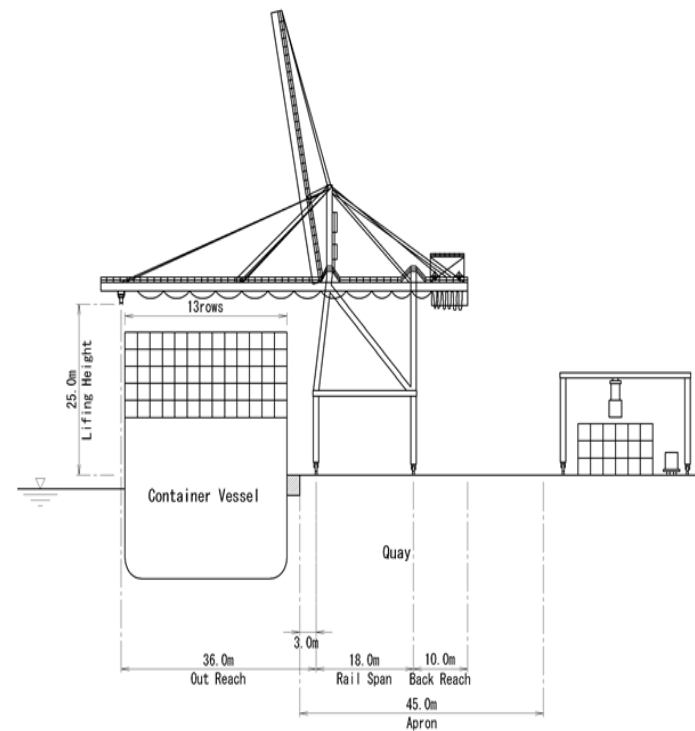 13rows
25.0m
Lifing Height
Container Vessel
Quay
3.0m
36.0m
18.0m
10.0m
Out Reach
Rail Span
Back Reach
45.0m
Apron